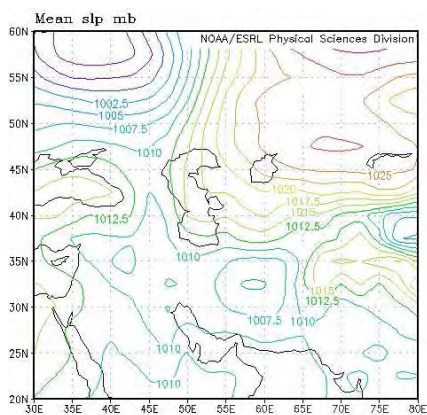 Mean slp mb
NOAA/ESRL Physical Sciences Division
60N
55N
50N
45N
40N
35N
30N
25N
20N
1002.5
1005
1007.5
1010
1012.5
1010
1020
1017.5
1015
1012.5
1025
1007.5
1010
1015
1012.5
1010
1010
1010
30E 35E 40E 45E 50E 55E 60E 65E 70E 75E 80E